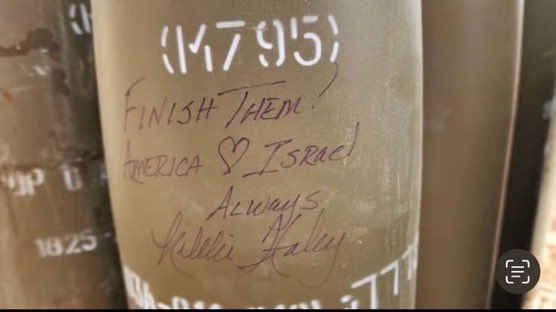 (M795)
FINISH THEM!
AMERICA ♡ ISRAEL
ALWAYS
Nikki Haley
1825